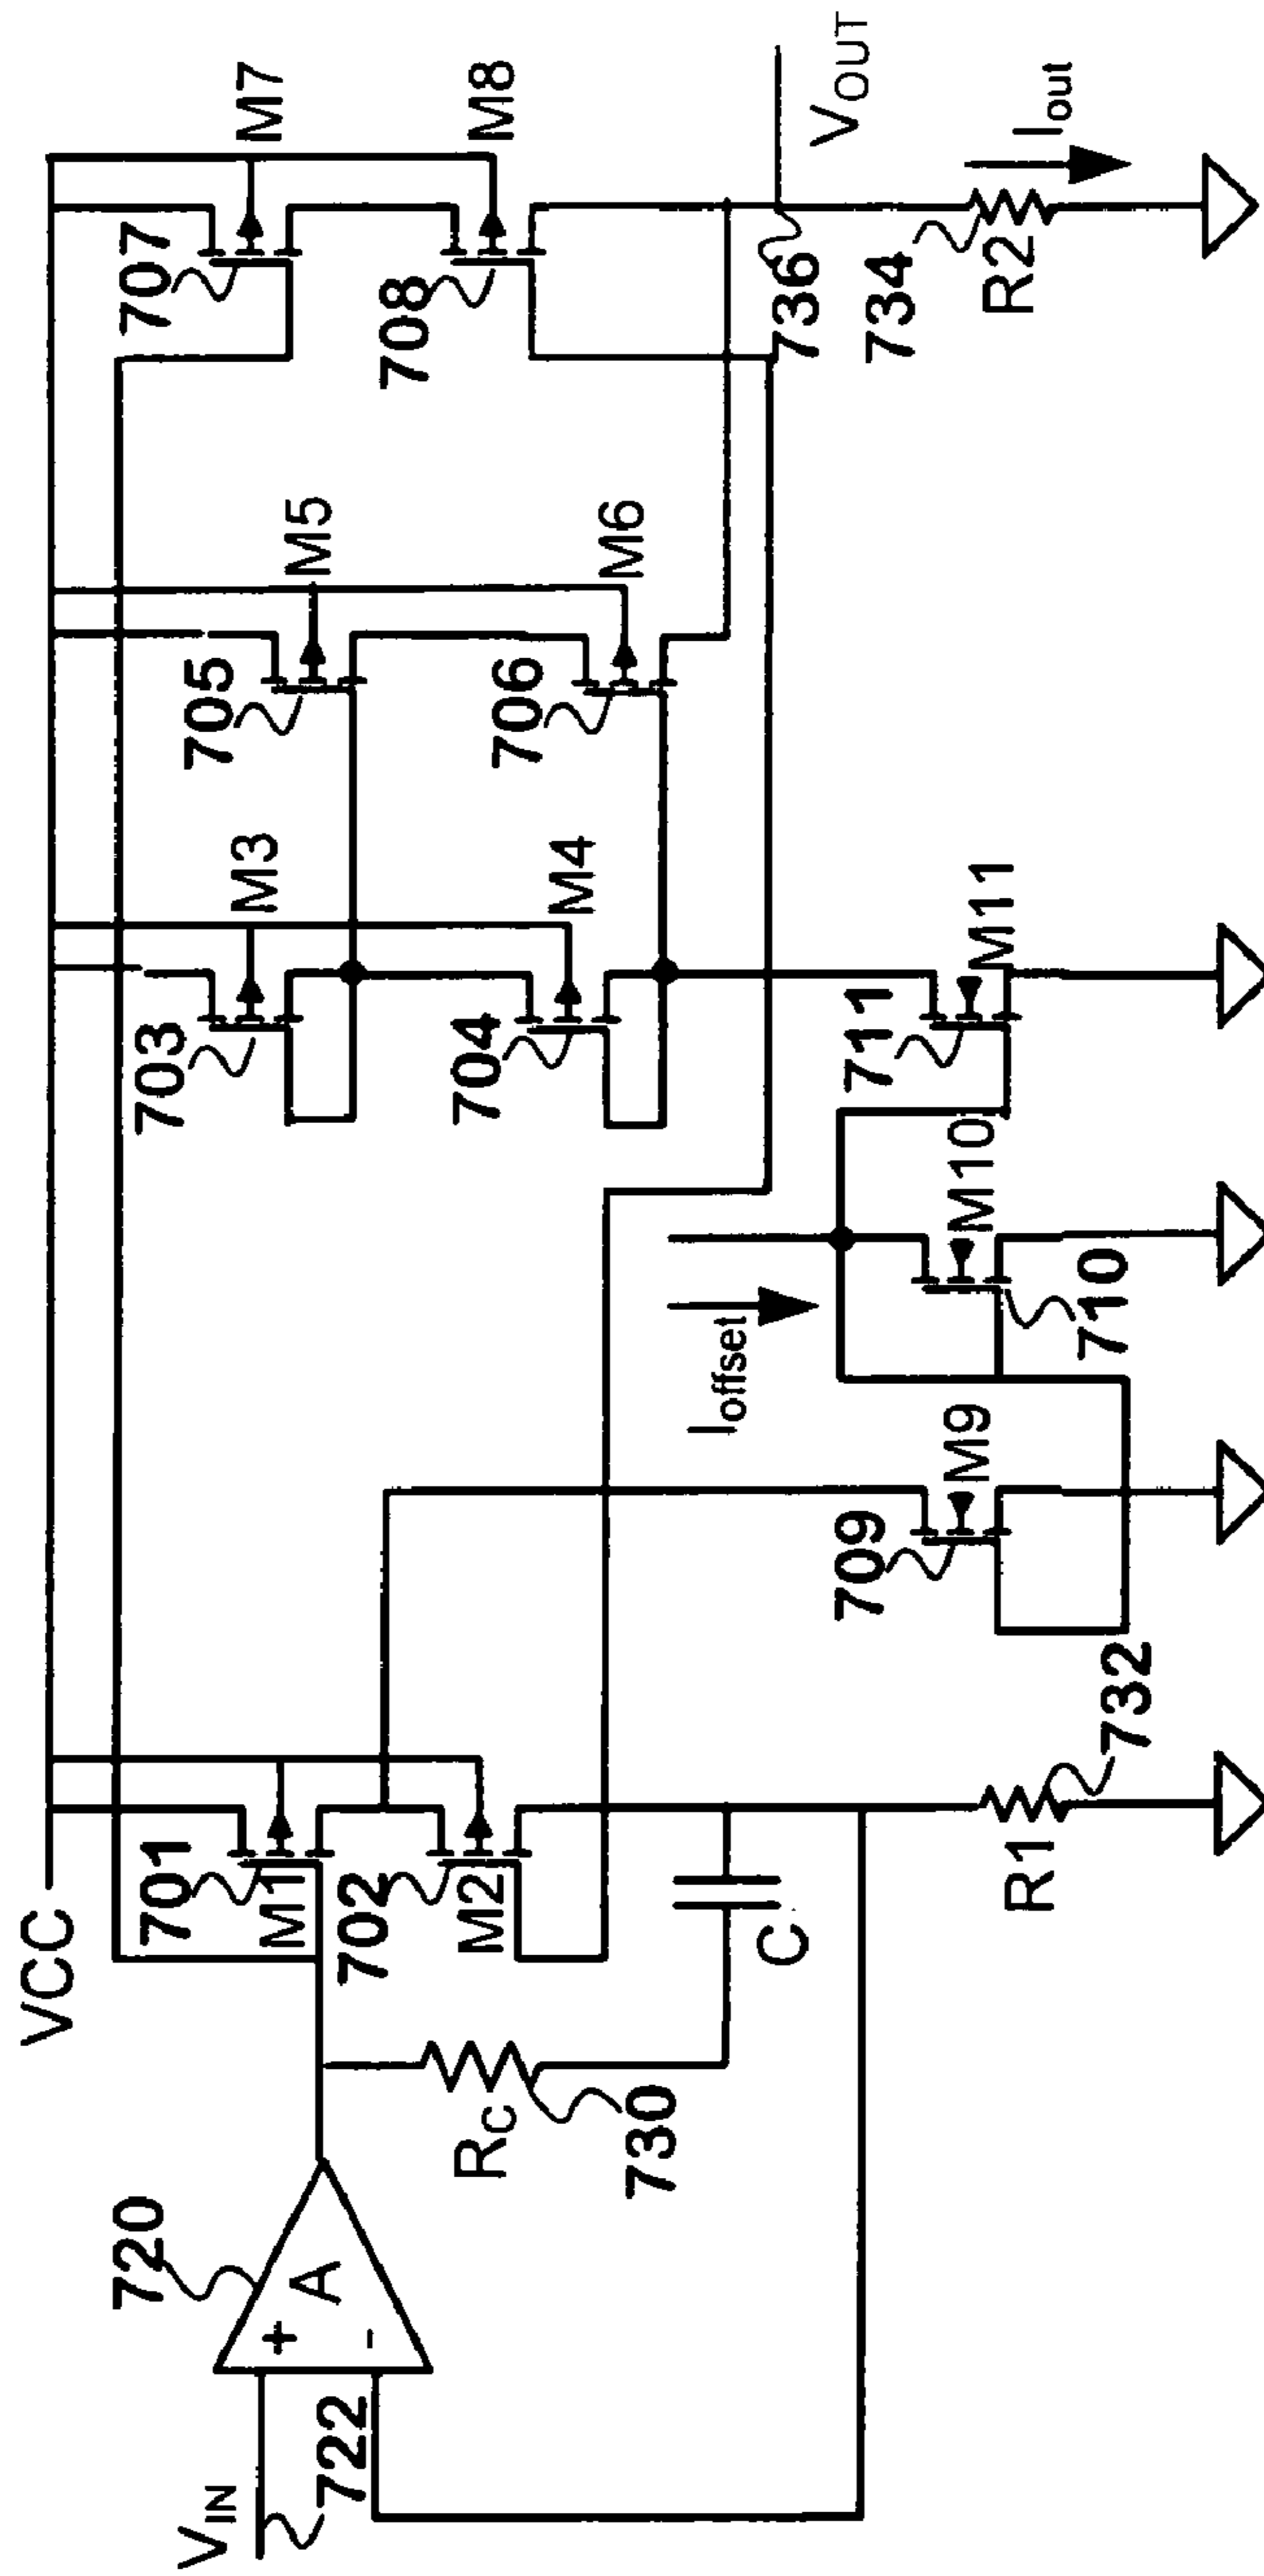 VCC
701
M1
702
M2
703
M3
704
M4
705
M5
706
M6
707
M7
708
M8
720
A
+
-
VIN
722
RC
730
C
R1
732
709
M9
Ioffset
710
M10
711
M11
736
VOUT
734
R2
Iout